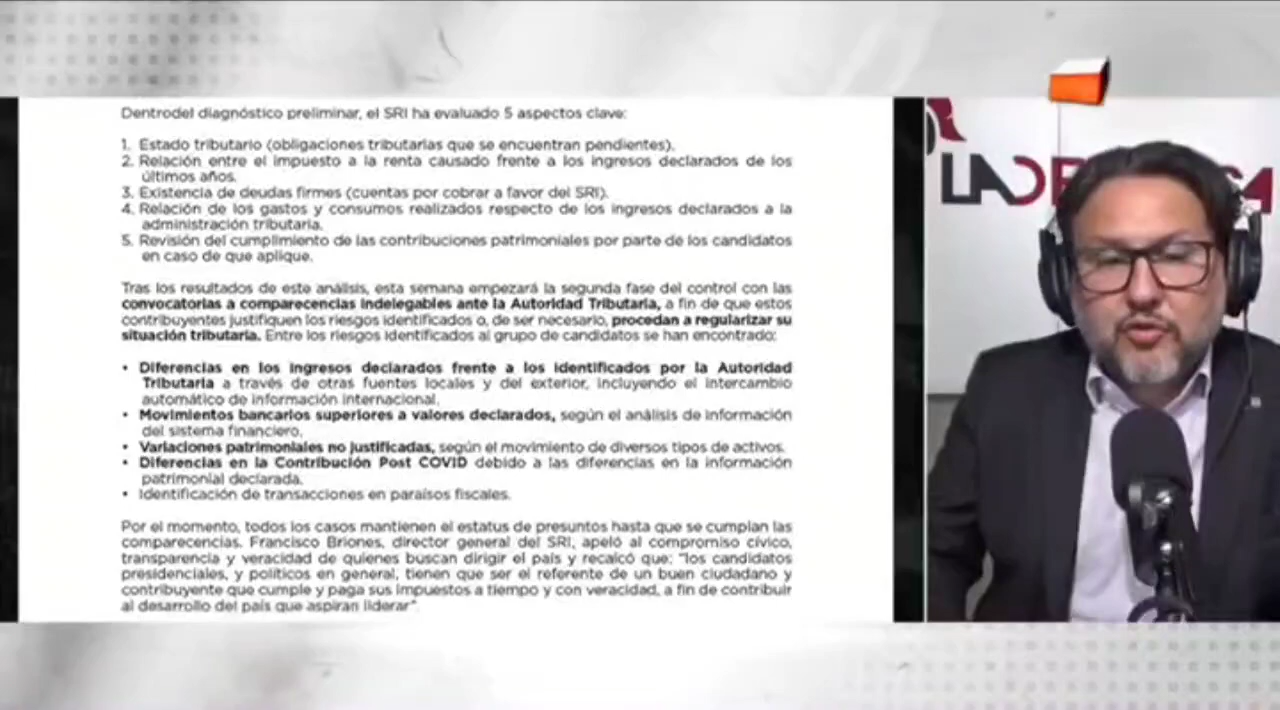 Dentrodel diagnóstico preliminar, el SRI ha evaluado 5 aspectos clave:
1. Estado tributario (obligaciones tributarias que se encuentran pendientes).
2. Relación entre el impuesto a la renta causado frente a los ingresos declarados de los
últimos años.
3. Existencia de deudas firmes (cuentas por cobrar a favor del SRI).
4. Relación de los gastos y consumos realizados respecto de los ingresos declarados a la
administración tributaria.
5. Revisión del cumplimiento de las contribuciones patrimoniales por parte de los candidatos
en caso de que aplique.
Tras los resultados de este análisis, esta semana empezará la segunda fase del control con las
convocatorias a comparecencias indelegables ante la Autoridad Tributaria, a fin de que estos
contribuyentes justifiquen los riesgos identificados o, de ser necesario, procedan a regularizar su
situación tributaria. Entre los riesgos identificados al grupo de candidatos se han encontrado:
• Diferencias en los ingresos declarados frente a los identificados por la Autoridad
Tributaria a través de otras fuentes locales y del exterior, incluyendo el intercambio
automático de información internacional.
• Movimientos bancarios superiores a valores declarados, según el análisis de información
del sistema financiero.
• Variaciones patrimoniales no justificadas, según el movimiento de diversos tipos de activos.
• Diferencias en la Contribución Post COVID debido a las diferencias en la información
patrimonial declarada.
• Identificación de transacciones en paraísos fiscales.
Por el momento, todos los casos mantienen el estatus de presuntos hasta que se cumplan las
comparecencias. Francisco Briones, director general del SRI, apeló al compromiso cívico,
transparencia y veracidad de quienes buscan dirigir el país y recalcó que: "los candidatos
presidenciales, y políticos en general, tienen que ser el referente de un buen ciudadano y
contribuyente que cumple y paga sus impuestos a tiempo y con veracidad, a fin de contribuir
al desarrollo del país que aspiran liderar"